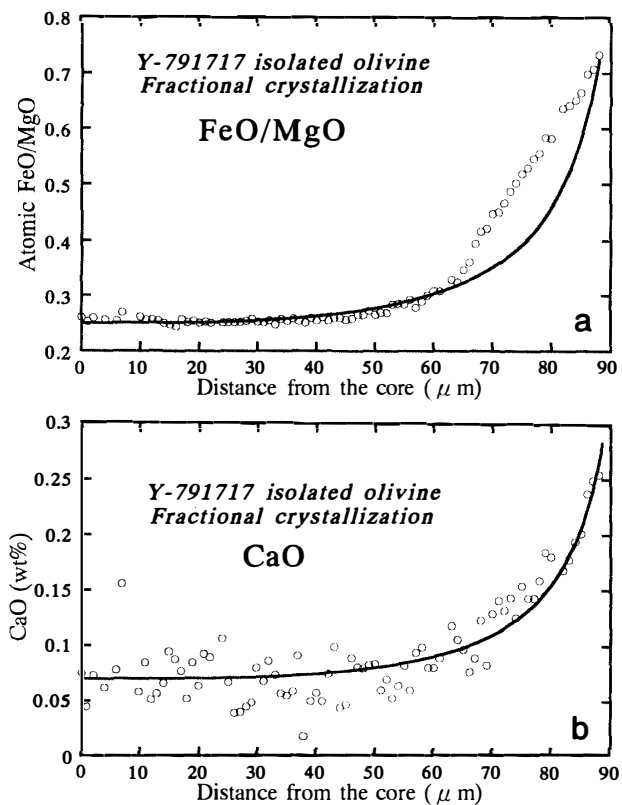 0.8
Y-791717 isolated olivine
Fractional crystallization
FeO/MgO
0.7
0.6
0.5
0.4
0.3
0.2
Atomic FeO/MgO
a
0 10 20 30 40 50 60 70 80 90
Distance from the core ( μ m)
0.3
Y-791717 isolated olivine
Fractional crystallization
CaO
0.25
0.2
0.15
0.1
0.05
0
CaO (wt%)
b
0 10 20 30 40 50 60 70 80 90
Distance from the core ( μ m)